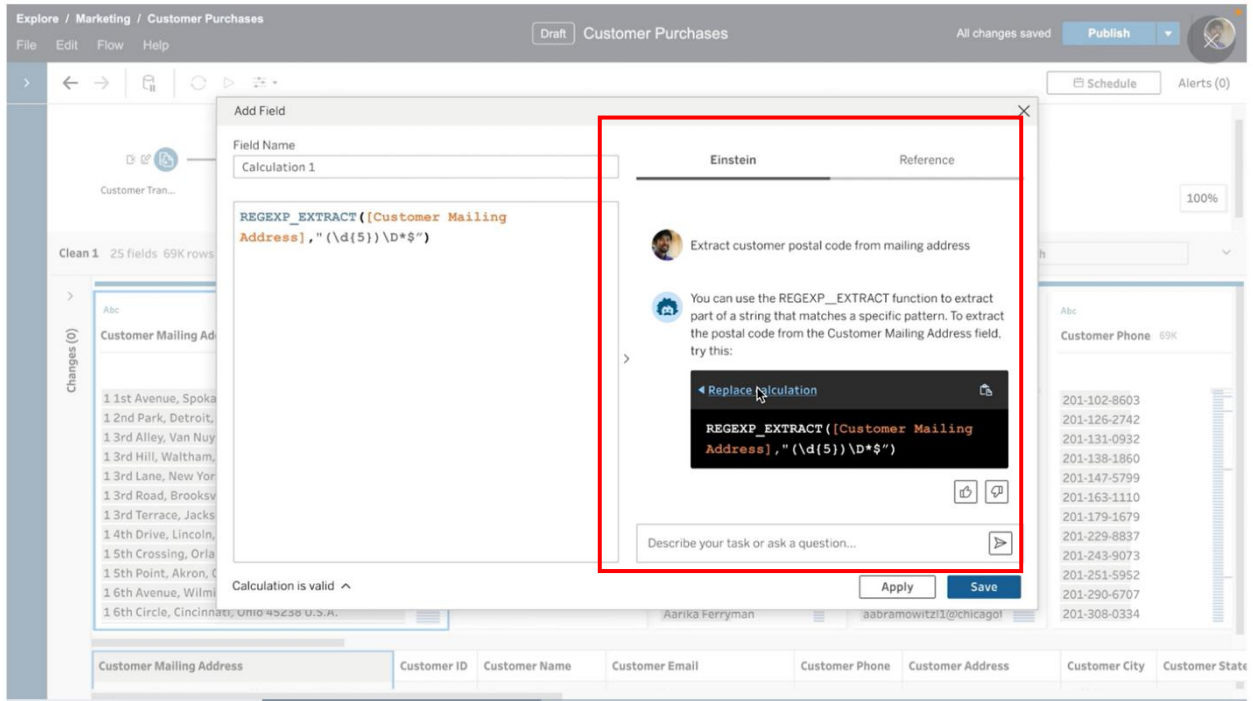 Explore / Marketing / Customer Purchases
File Edit Flow Help
Draft Customer Purchases
All changes saved
Publish
Schedule
Alerts (0)
Customer Tran...
100%
Clean 1 25 fields 69K rows
Changes (0)
Add Field
Field Name
Calculation 1
REGEXP_EXTRACT([Customer Mailing
Address],"(\d{5})\D*$")
Calculation is valid
Einstein
Reference
Extract customer postal code from mailing address
You can use the REGEXP__EXTRACT function to extract
part of a string that matches a specific pattern. To extract
the postal code from the Customer Mailing Address field,
try this:
Replace calculation
REGEXP_EXTRACT([Customer Mailing
Address],"(\d{5})\D*$")
Describe your task or ask a question...
Apply
Save
Abc
Customer Mailing Ad
1 1st Avenue, Spoka
1 2nd Park, Detroit,
1 3rd Alley, Van Nuy
1 3rd Hill, Waltham,
1 3rd Lane, New Yor
1 3rd Road, Brooksv
1 3rd Terrace, Jacks
1 4th Drive, Lincoln,
1 5th Crossing, Orla
1 5th Point, Akron,
1 6th Avenue, Wilmi
1 6th Circle, Cincinnati, Ohio 45238 U.S.A.
Aarika Ferryman
Abc
Customer Phone 69K
201-102-8603
201-126-2742
201-131-0932
201-138-1860
201-147-5799
201-163-1110
201-179-1679
201-229-8837
201-243-9073
201-251-5952
201-290-6707
201-308-0334
Customer Mailing Address
Customer ID
Customer Name
Customer Email
Customer Phone
Customer Address
Customer City
Customer State